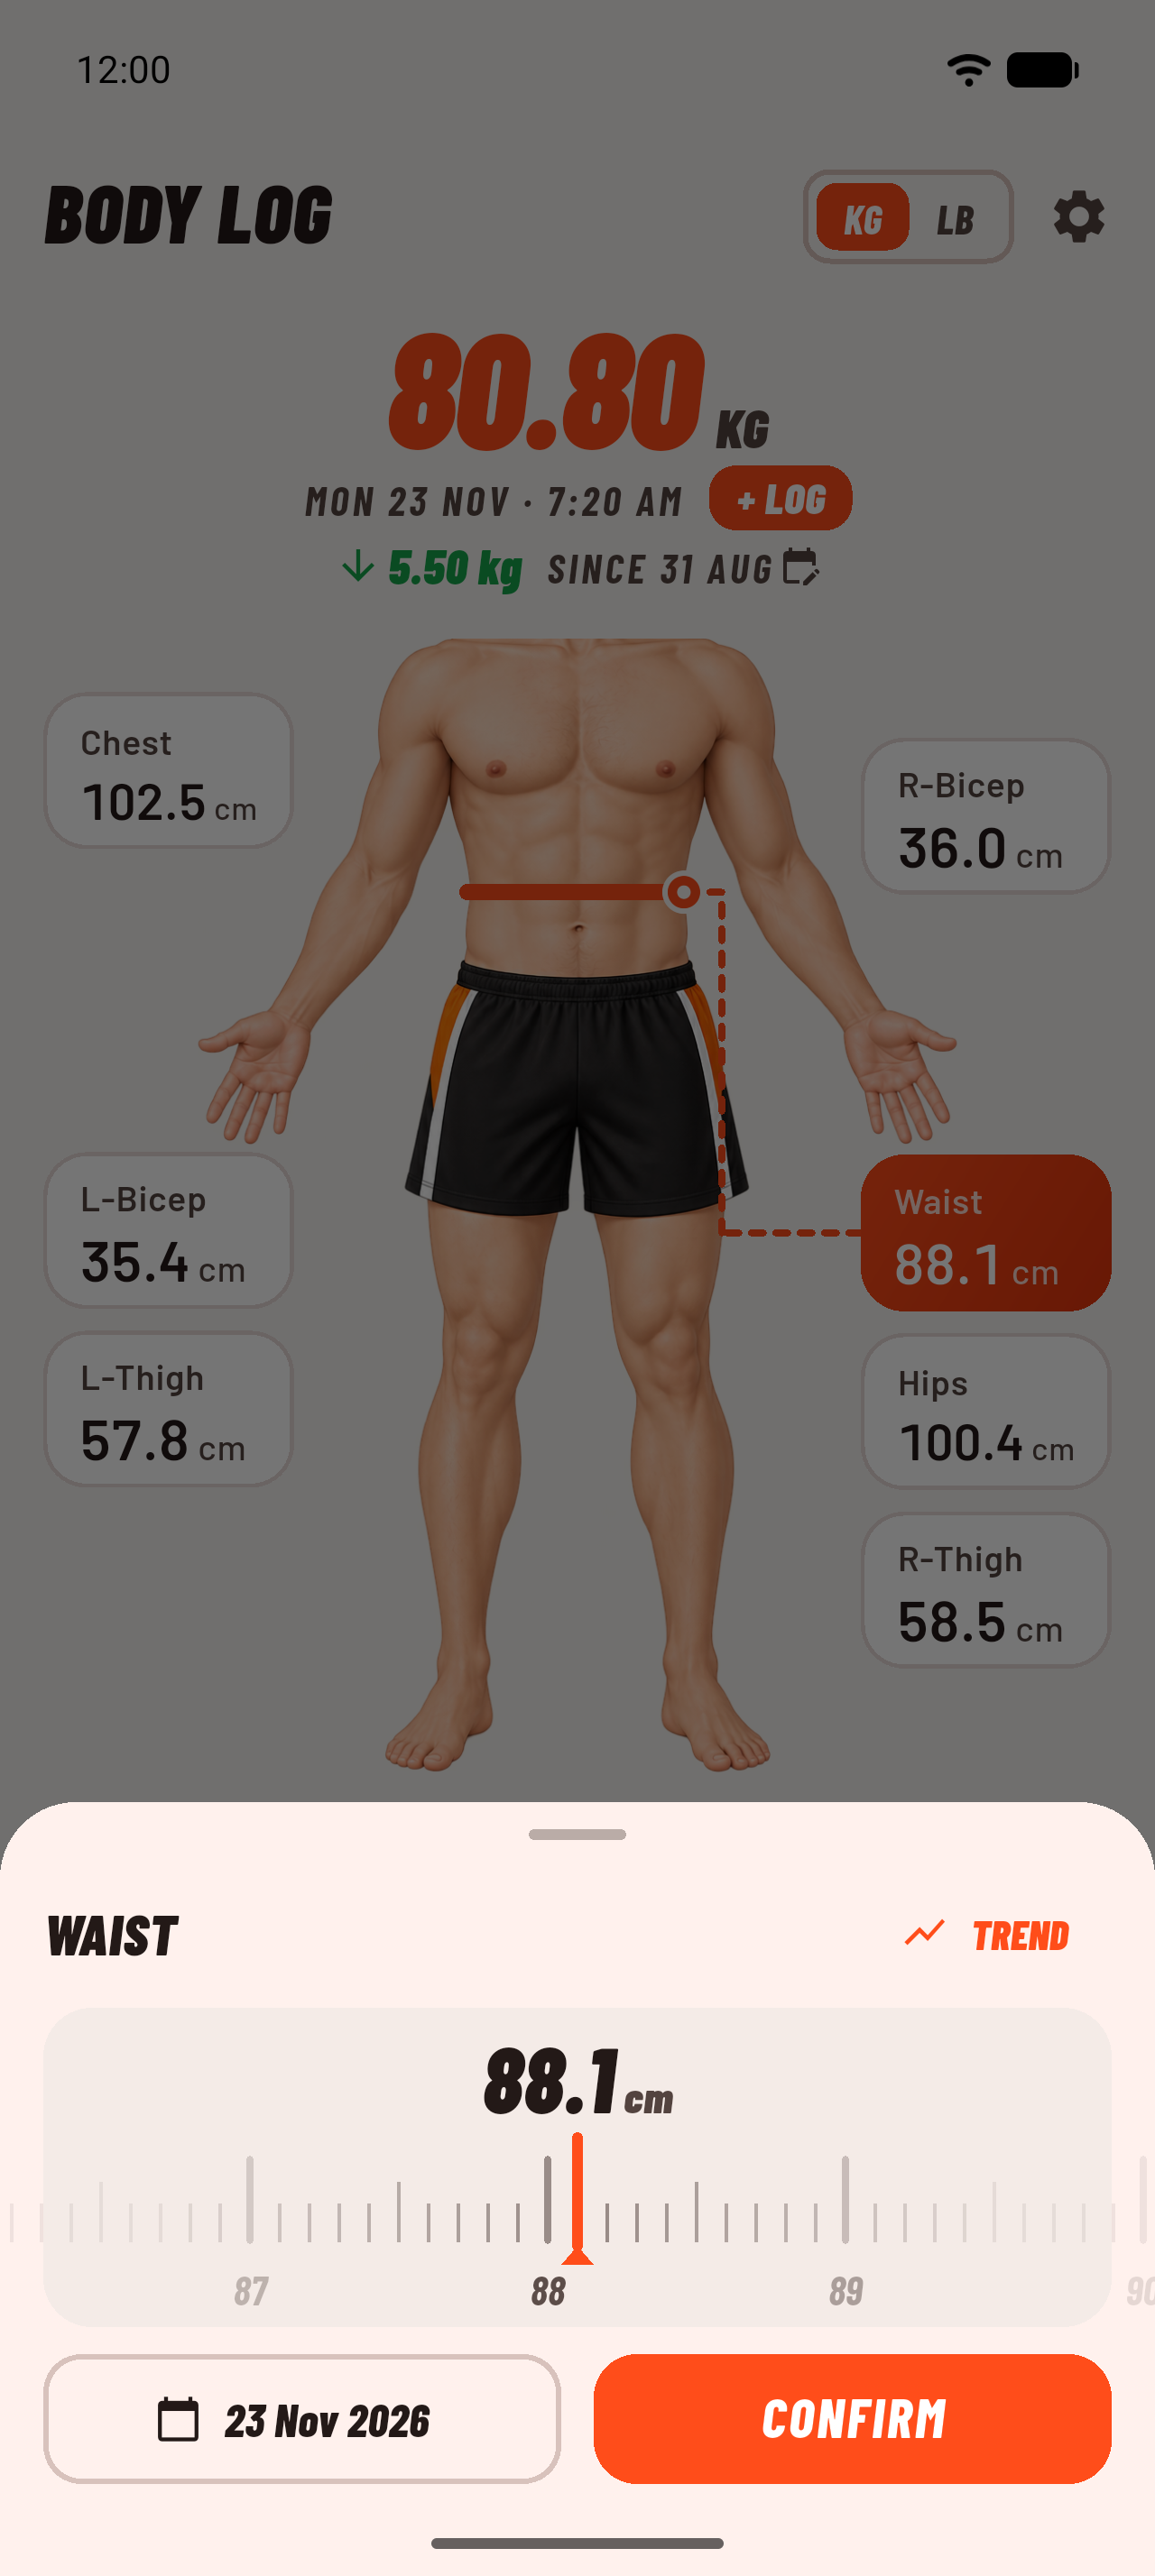 12:00
BODY LOG
KG LB
80.80 KG
MON 23 NOV · 7:20 AM + LOG
↓ 5.50 kg SINCE 31 AUG
Chest
102.5 cm
R-Bicep
36.0 cm
L-Bicep
35.4 cm
Waist
88.1 cm
L-Thigh
57.8 cm
Hips
100.4 cm
R-Thigh
58.5 cm
WAIST
TREND
88.1 cm
87 88 89 90
23 Nov 2026
CONFIRM